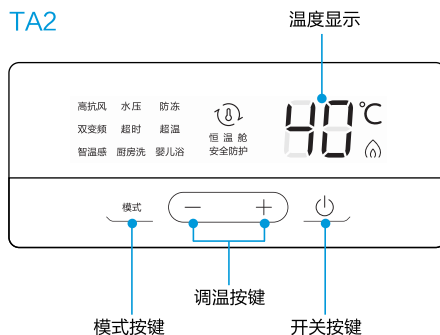 TA2
温度显示
高抗风 水压 防冻
双变频 超时 超温
智温感 厨房洗 婴儿浴
恒温舱
安全防护
40℃
模式
− +
调温按键
模式按键 开关按键